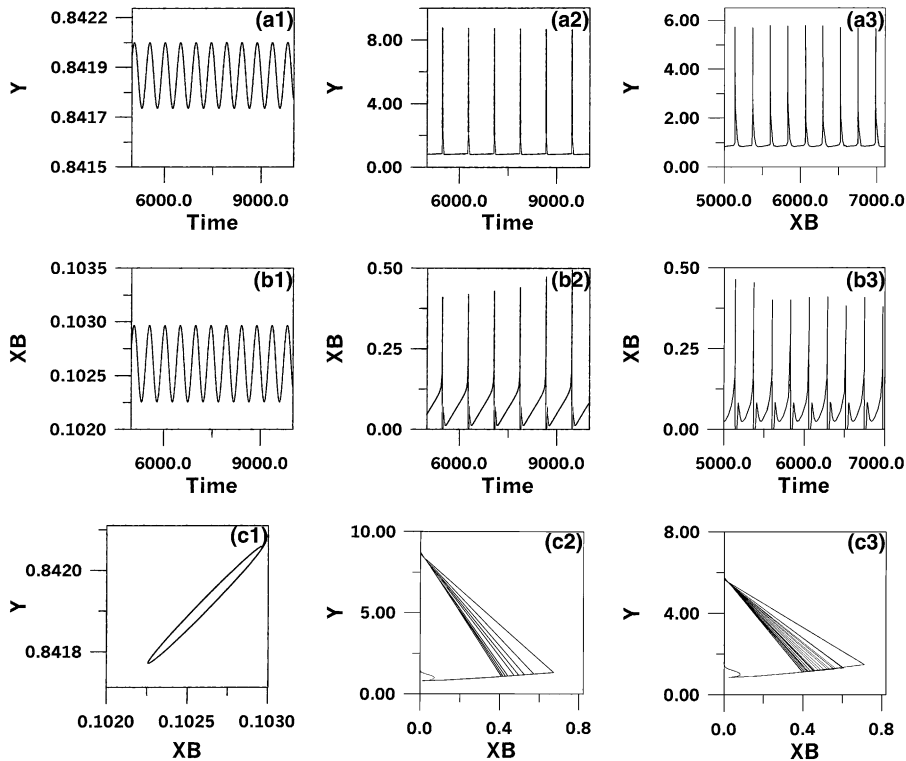 (a1) (a2) (a3)
0.8422 0.8419 0.8417 0.8415
Y
6000.0 9000.0
Time
8.00 4.00 0.00
Y
6000.0 9000.0
Time
6.00 4.00 2.00 0.00
Y
5000.0 6000.0 7000.0
XB
(b1) (b2) (b3)
0.1035 0.1030 0.1025 0.1020
XB
6000.0 9000.0
Time
0.50 0.25 0.00
XB
6000.0 9000.0
Time
0.50 0.25 0.00
XB
5000.0 6000.0 7000.0
Time
(c1) (c2) (c3)
0.8420 0.8418
Y
0.1020 0.1025 0.1030
XB
10.00 5.00 0.00
Y
0.0 0.4 0.8
XB
8.00 4.00 0.00
Y
0.0 0.4 0.8
XB